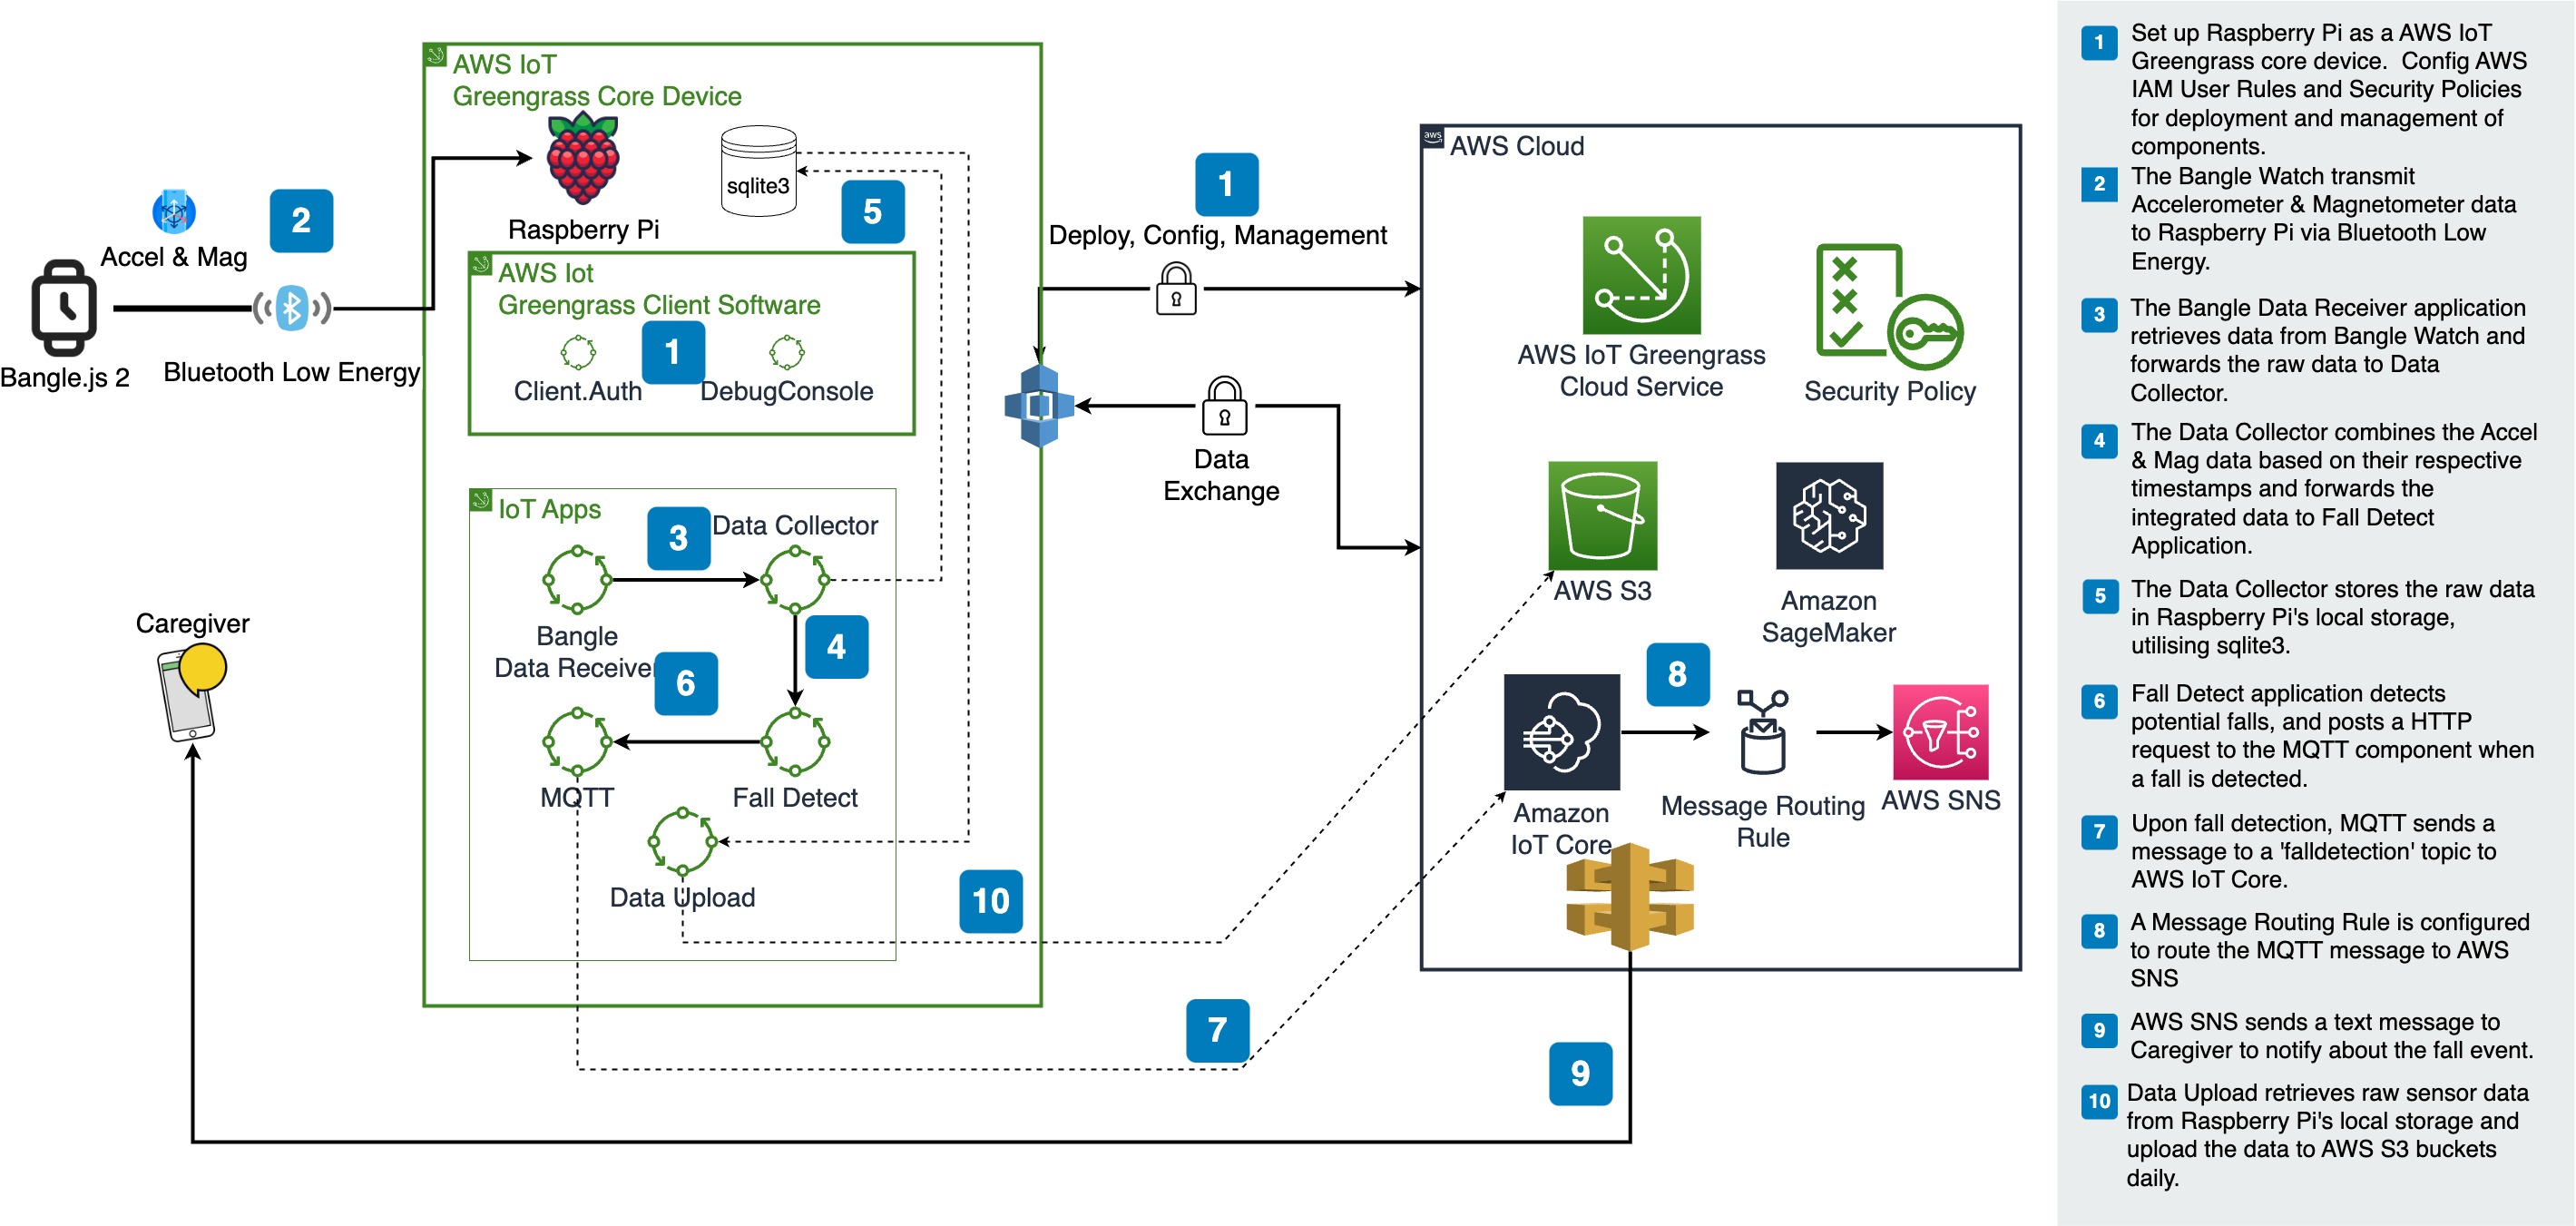 AWS IoT
Greengrass Core Device
Raspberry Pi
sqlite3
5
2
Accel & Mag
Bangle.js 2
Bluetooth Low Energy
AWS Iot
Greengrass Client Software
1
Client.Auth
DebugConsole
IoT Apps
3
Data Collector
Bangle
Data Receiver
4
6
MQTT
Fall Detect
Data Upload
10
Caregiver
1
Deploy, Config, Management
Data
Exchange
7
9
aws
AWS Cloud
AWS IoT Greengrass
Cloud Service
Security Policy
AWS S3
Amazon
SageMaker
8
Amazon
IoT Core
Message Routing
Rule
AWS SNS
1
Set up Raspberry Pi as a AWS IoT
Greengrass core device. Config AWS
IAM User Rules and Security Policies
for deployment and management of
components.
2
The Bangle Watch transmit
Accelerometer & Magnetometer data
to Raspberry Pi via Bluetooth Low
Energy.
3
The Bangle Data Receiver application
retrieves data from Bangle Watch and
forwards the raw data to Data
Collector.
4
The Data Collector combines the Accel
& Mag data based on their respective
timestamps and forwards the
integrated data to Fall Detect
Application.
5
The Data Collector stores the raw data
in Raspberry Pi's local storage,
utilising sqlite3.
6
Fall Detect application detects
potential falls, and posts a HTTP
request to the MQTT component when
a fall is detected.
7
Upon fall detection, MQTT sends a
message to a 'falldetection' topic to
AWS IoT Core.
8
A Message Routing Rule is configured
to route the MQTT message to AWS
SNS
9
AWS SNS sends a text message to
Caregiver to notify about the fall event.
10
Data Upload retrieves raw sensor data
from Raspberry Pi's local storage and
upload the data to AWS S3 buckets
daily.